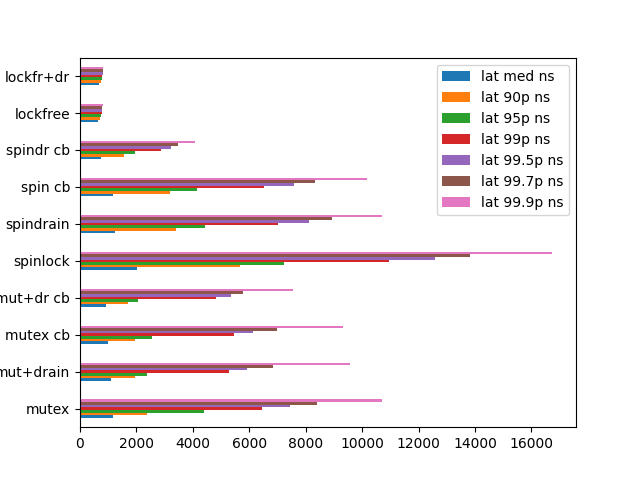 lockfr+dr
lockfree
spindr cb
spin cb
spindrain
spinlock
mut+dr cb
mutex cb
mut+drain
mutex
0 2000 4000 6000 8000 10000 12000 14000 16000
lat med ns
lat 90p ns
lat 95p ns
lat 99p ns
lat 99.5p ns
lat 99.7p ns
lat 99.9p ns